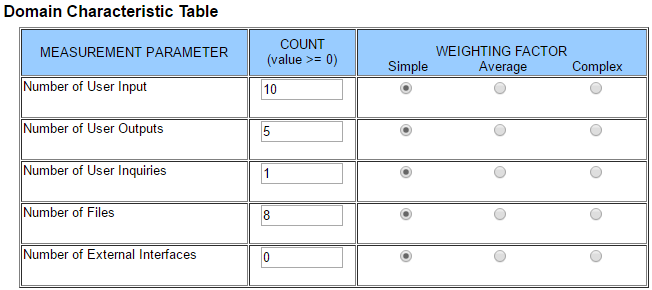 Domain Characteristic Table
MEASUREMENT PARAMETER
COUNT
(value >= 0)
WEIGHTING FACTOR
Simple Average Complex
Number of User Input 10
Number of User Outputs 5
Number of User Inquiries 1
Number of Files 8
Number of External Interfaces 0